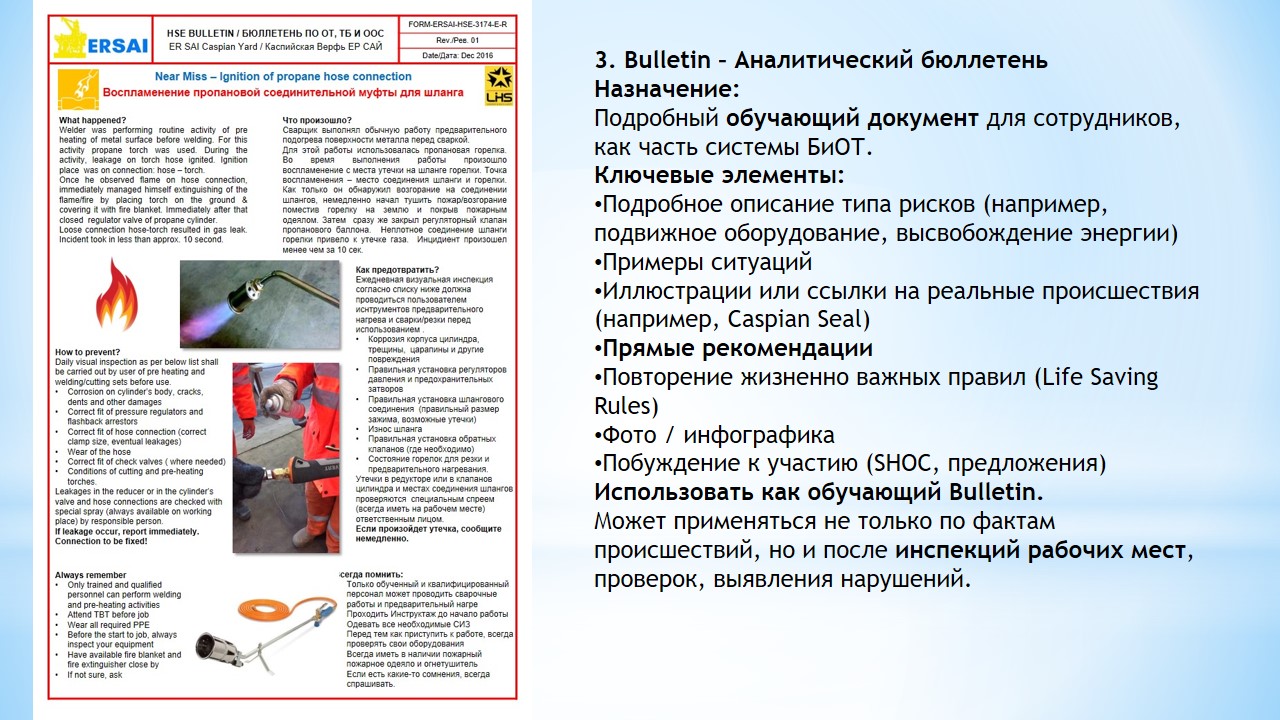 ERSAI
HSE BULLETIN / БЮЛЛЕТЕНЬ ПО ОТ, ТБ И ООС
ER SAI Caspian Yard / Каспийская Верфь ЕР САЙ
FORM-ERSAI-HSE-3174-E-R
Rev./Рев. 01
Date/Дата: Dec 2016
Near Miss – Ignition of propane hose connection
Воспламенение пропановой соединительной муфты для шланга
LHS
What happened?
Welder was performing routine activity of pre
heating of metal surface before welding. For this
activity propane torch was used. During the
activity, leakage on torch hose ignited. Ignition
place was on connection: hose – torch.
Once he observed flame on hose connection,
immediately managed himself extinguishing of the
flame/fire by placing torch on the ground &
covering it with fire blanket. Immediately after that
closed regulator valve of propane cylinder.
Loose connection hose-torch resulted in gas leak.
Incident took in less than approx. 10 second.
Что произошло?
Сварщик выполнял обычную работу предварительного
подогрева поверхности металла перед сваркой.
Для этой работы использовалась пропановая горелка.
Во время выполнения работы произошло
воспламенение с места утечки на шланге горелки. Точка
воспламенения – место соединения шланги и горелки.
Как только он обнаружил возгорание на соединении
шлангов, немедленно начал тушить пожар/возгорание
поместив горелку на землю и покрыв пожарным
одеялом. Затем сразу же закрыл регуляторный клапан
пропанового баллона. Неплотное соединение шланги
горелки привело к утечке газа. Инцидент произошел
менее чем за 10 сек.
How to prevent?
Daily visual inspection as per below list shall
be carried out by user of pre heating and
welding/cutting sets before use.
• Corrosion on cylinder's body, cracks,
dents and other damages
• Correct fit of pressure regulators and
flashback arrestors
• Correct fit of hose connection (correct
clamp size, eventual leakages)
• Wear of the hose
• Correct fit of check valves ( where needed)
• Conditions of cutting and pre-heating
torches.
Leakages in the reducer or in the cylinder's
valve and hose connections are checked with
special spray (always available on working
place) by responsible person.
If leakage occur, report immediately.
Connection to be fixed!
Как предотвратить?
Ежедневная визуальная инспекция
согласно списку ниже должна
проводиться пользователем
иструментов предварительного
нагрева и сварки/резки перед
использованием .
• Коррозия корпуса цилиндра,
трещины, царапины и другие
повреждения
• Правильная установка регуляторов
давления и предохранительных
затворов
• Правильная установка шлангового
соединения (правильный размер
зажима, возможные утечки)
• Износ шланга
• Правильная установка обратных
клапанов (где необходимо)
• Состояние горелок для резки и
предварительного нагревания.
Утечки в редукторе или в клапанов
цилиндра и местах соединения шлангов
проверяются специальным спреем
(всегда иметь на рабочем месте)
ответственным лицом.
Если произойдет утечка, сообщите
немедленно.
Always remember
• Only trained and qualified
personnel can perform welding
and pre-heating activities
• Attend TBT before job
• Wear all required PPE
• Before the start to job, always
inspect your equipment
• Have available fire blanket and
fire extinguisher close by
• If not sure, ask
сегда помнить:
Только обученный и квалифицированный
персонал может проводить сварочные
работы и предварительный нагре
Проходить Инструктаж до начало работы
Одевать все необходимые СИЗ
Перед тем как приступить к работе, всегда
проверять свои оборудования
Всегда иметь в наличии пожарный
пожарное одеяло и огнетушитель
Если есть какие-то сомнения, всегда
спрашивать.
3. Bulletin – Аналитический бюллетень
Назначение:
Подробный обучающий документ для сотрудников,
как часть системы БиОТ.
Ключевые элементы:
•Подробное описание типа рисков (например,
подвижное оборудование, высвобождение энергии)
•Примеры ситуаций
•Иллюстрации или ссылки на реальные происшествия
(например, Caspian Seal)
•Прямые рекомендации
•Повторение жизненно важных правил (Life Saving
Rules)
•Фото / инфографика
•Побуждение к участию (SHOC, предложения)
Использовать как обучающий Bulletin.
Может применяться не только по фактам
происшествий, но и после инспекций рабочих мест,
проверок, выявления нарушений.